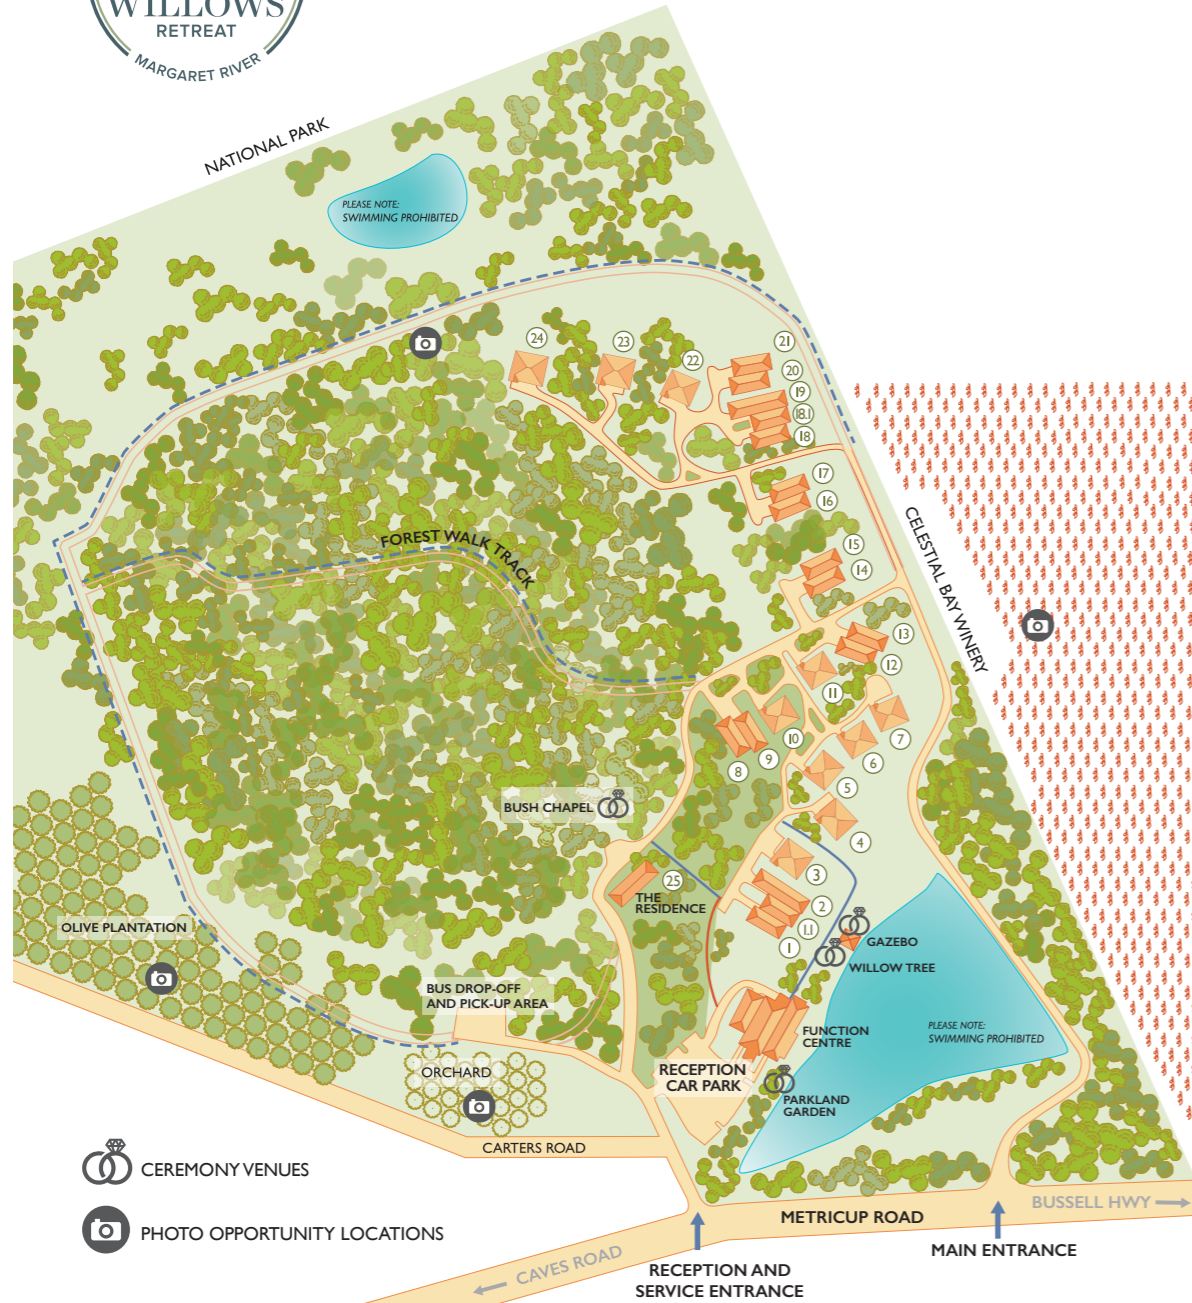 WILLOWS
RETREAT
MARGARET RIVER
NATIONAL PARK
PLEASE NOTE:
SWIMMING PROHIBITED
24
23
22
21
20
19
18.1
18
17
16
FOREST WALK TRACK
15
14
CELESTIAL BAY WINERY
13
12
11
10
9
8
7
6
5
4
BUSH CHAPEL
3
25
THE
RESIDENCE
2
1.1
1
GAZEBO
WILLOW TREE
OLIVE PLANTATION
BUS DROP-OFF
AND PICK-UP AREA
FUNCTION
CENTRE
PLEASE NOTE:
SWIMMING PROHIBITED
ORCHARD
RECEPTION
CAR PARK
PARKLAND
GARDEN
CARTERS ROAD
CEREMONY VENUES
PHOTO OPPORTUNITY LOCATIONS
METRICUP ROAD
BUSSELL HWY
MAIN ENTRANCE
CAVES ROAD
RECEPTION AND
SERVICE ENTRANCE